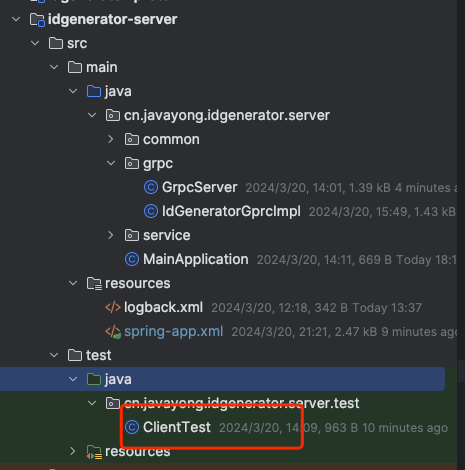 idgenerator-server
src
main
java
cn.javayong.idgenerator.server
common
grpc
GrpcServer 2024/3/20, 14:01, 1.39 kB 4 minutes a
IdGeneratorGprcImpl 2024/3/20, 15:49, 1.43 kB
service
MainApplication 2024/3/20, 14:11, 669 B Today 18:1
resources
logback.xml 2024/3/20, 12:18, 342 B Today 13:37
spring-app.xml 2024/3/20, 21:21, 2.47 kB 9 minutes ago
test
java
cn.javayong.idgenerator.server.test
ClientTest 2024/3/20, 14:09, 963 B 10 minutes ago
resources